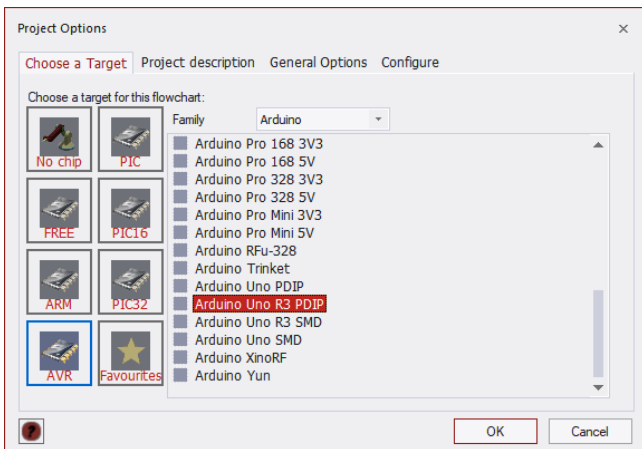 Project Options
Choose a Target Project description General Options Configure
Choose a target for this flowchart:
Family Arduino
No chip PIC
FREE PIC16
ARM PIC32
AVR Favourites
Arduino Pro 168 3V3
Arduino Pro 168 5V
Arduino Pro 328 3V3
Arduino Pro 328 5V
Arduino Pro Mini 3V3
Arduino Pro Mini 5V
Arduino RFu-328
Arduino Trinket
Arduino Uno PDIP
Arduino Uno R3 PDIP
Arduino Uno R3 SMD
Arduino Uno SMD
Arduino XinoRF
Arduino Yun
?
OK Cancel